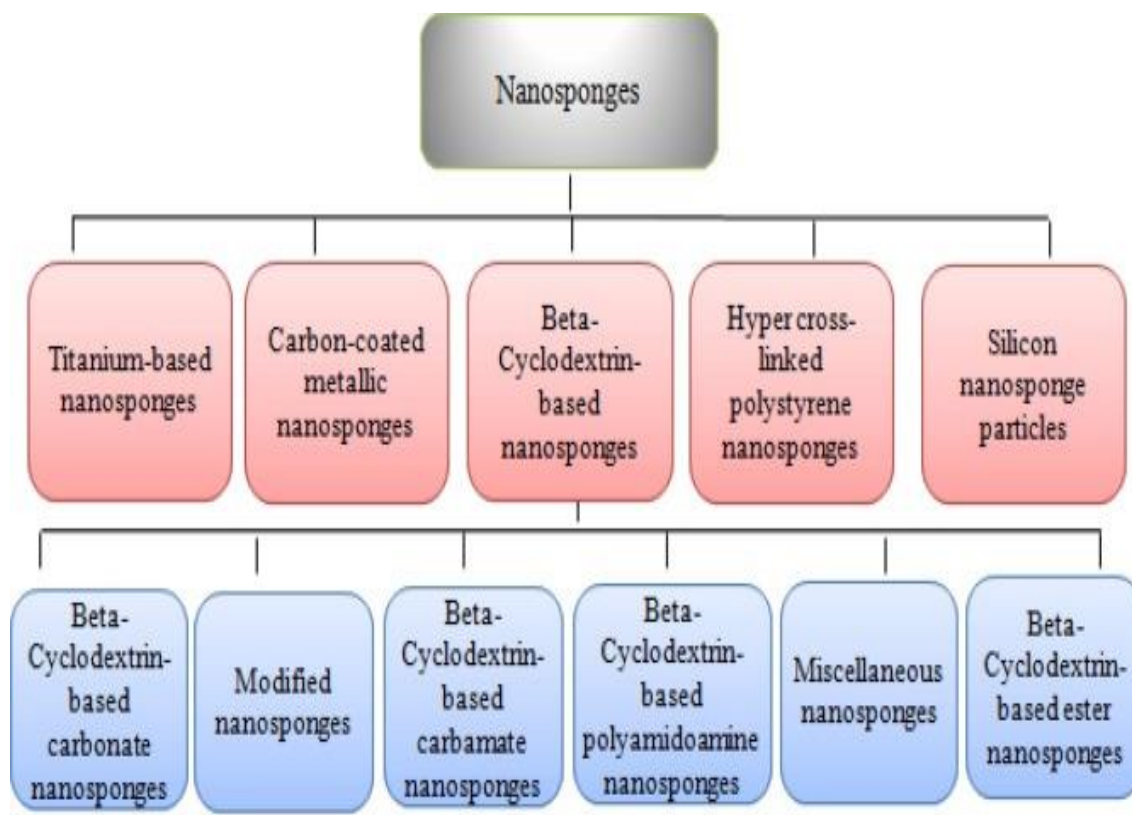 Nanosponges
Titanium-based
nanosponges
Carbon-coated
metallic
nanosponges
Beta-
Cyclodextrin-
based
nanosponges
Hyper cross-
linked
polystyrene
nanosponges
Silicon
nanosponge
particles
Beta-
Cyclodextrin-
based
carbonate
nanosponges
Modified
nanosponges
Beta-
Cyclodextrin-
based
carbamate
nanosponges
Beta-
Cyclodextrin-
based
polyamidoamine
nanosponges
Miscellaneous
nanosponges
Beta-
Cyclodextrin-
based ester
nanosponges